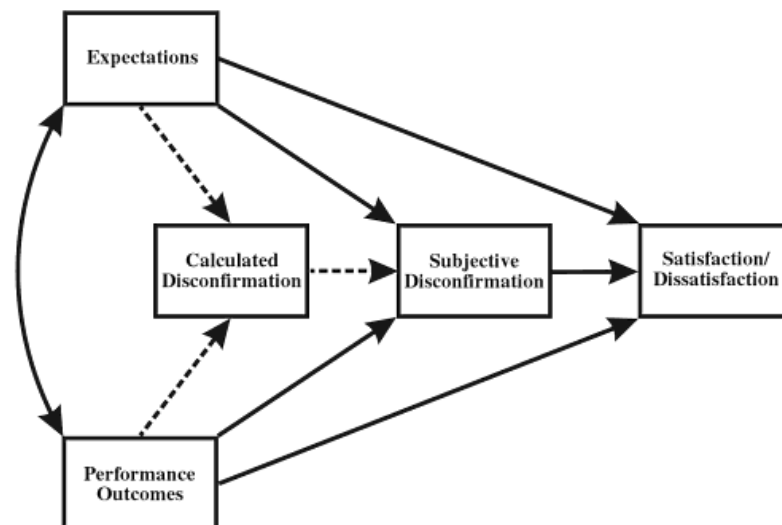 Expectations
Calculated
Disconfirmation
Subjective
Disconfirmation
Satisfaction/
Dissatisfaction
Performance
Outcomes